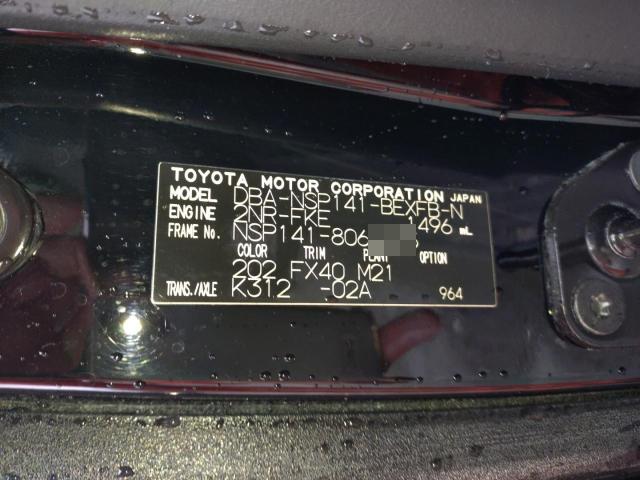 TOYOTA MOTOR CORPORATION JAPAN
MODEL DBA-NSP141-BEXFB-N
ENGINE 2NR-FKE 1496 mL
FRAME No. NSP141-806
COLOR TRIM PLANT OPTION
202 FX40 M21
TRANS./AXLE K312 -02A 964